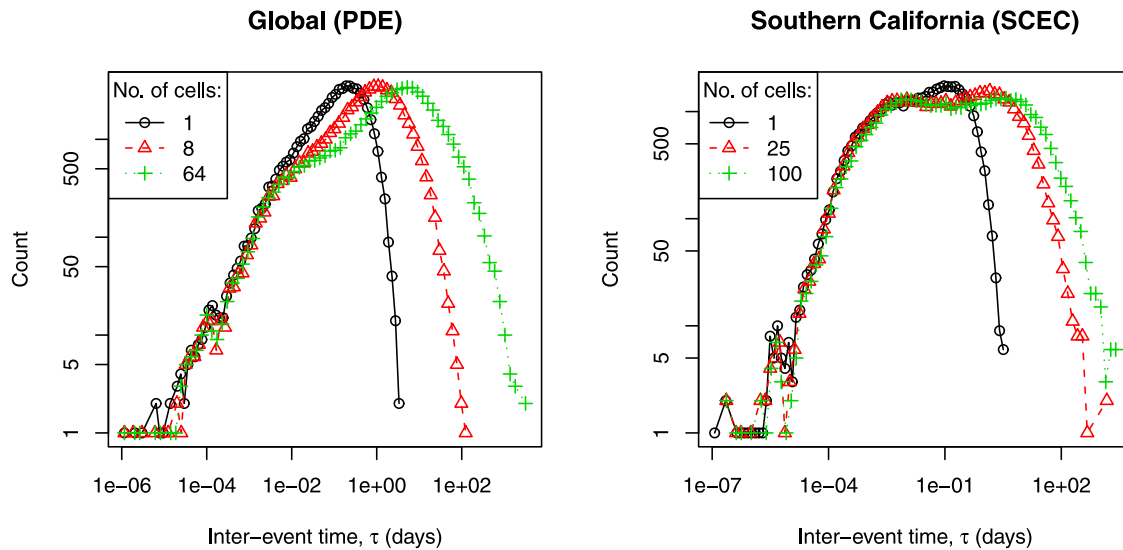 Global (PDE)
No. of cells:
1
8
64
Count
500
50
5
1
1e−06
1e−04
1e−02
1e+00
1e+02
Inter−event time, τ (days)
Southern California (SCEC)
No. of cells:
1
25
100
Count
500
50
5
1
1e−07
1e−04
1e−01
1e+02
Inter−event time, τ (days)